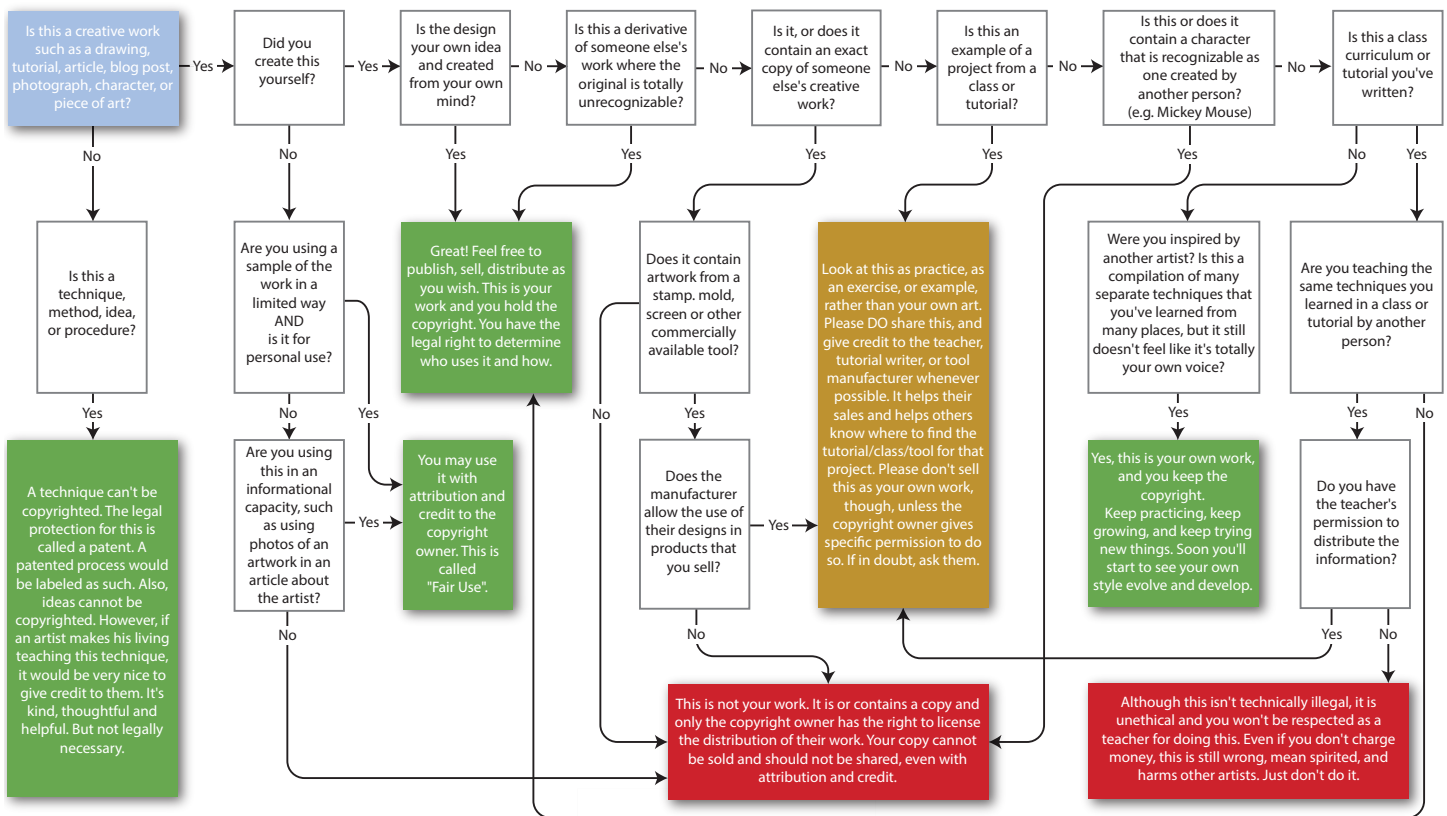 Is this a creative work
such as a drawing,
tutorial, article, blog post,
photograph, character, or
piece of art?
Yes
Did you
create this
yourself?
Yes
Is the design
your own idea
and created
from your own
mind?
No
Is this a derivative
of someone else's
work where the
original is totally
unrecognizable?
No
Is it, or does it
contain an exact
copy of someone
else's creative
work?
No
Is this an
example of a
project from a
class or
tutorial?
No
Is this or does it
contain a character
that is recognizable as
one created by
another person?
(e.g. Mickey Mouse)
No
Is this a class
curriculum or
tutorial you've
written?
No
No
Yes
Yes
Yes
Yes
Yes
No
Yes
Is this a
technique,
method, idea,
or procedure?
Are you using a
sample of the
work in a
limited way
AND
is it for
personal use?
Great! Feel free to
publish, sell, distribute as
you wish. This is your
work and you hold the
copyright. You have the
legal right to determine
who uses it and how.
Does it contain
artwork from a
stamp. mold,
screen or other
commercially
available tool?
Look at this as practice, as
an exercise, or example,
rather than your own art.
Please DO share this, and
give credit to the teacher,
tutorial writer, or tool
manufacturer whenever
possible. It helps their
sales and helps others
know where to find the
tutorial/class/tool for that
project. Please don't sell
this as your own work,
though, unless the
copyright owner gives
specific permission to do
so. If in doubt, ask them.
Were you inspired by
another artist? Is this a
compilation of many
separate techniques that
you've learned from
many places, but it still
doesn't feel like it's totally
your own voice?
Are you teaching the
same techniques you
learned in a class or
tutorial by another
person?
Yes
No
Yes
No
Yes
Yes
Yes
No
A technique can't be
copyrighted. The legal
protection for this is
called a patent. A
patented process would
be labeled as such. Also,
ideas cannot be
copyrighted. However, if
an artist makes his living
teaching this technique,
it would be very nice to
give credit to them. It's
kind, thoughtful and
helpful. But not legally
necessary.
Are you using
this in an
informational
capacity, such
as using
photos of an
artwork in an
article about
the artist?
Yes
You may use
it with
attribution and
credit to the
copyright
owner. This is
called
"Fair Use".
Does the
manufacturer
allow the use of
their designs in
products that
you sell?
Yes
Yes, this is your own work,
and you keep the
copyright.
Keep practicing, keep
growing, and keep trying
new things. Soon you'll
start to see your own
style evolve and develop.
Do you have
the teacher's
permission to
distribute the
information?
No
No
Yes
No
This is not your work. It is or contains a copy and
only the copyright owner has the right to license
the distribution of their work. Your copy cannot
be sold and should not be shared, even with
attribution and credit.
Although this isn't technically illegal, it is
unethical and you won't be respected as a
teacher for doing this. Even if you don't charge
money, this is still wrong, mean spirited, and
harms other artists. Just don't do it.